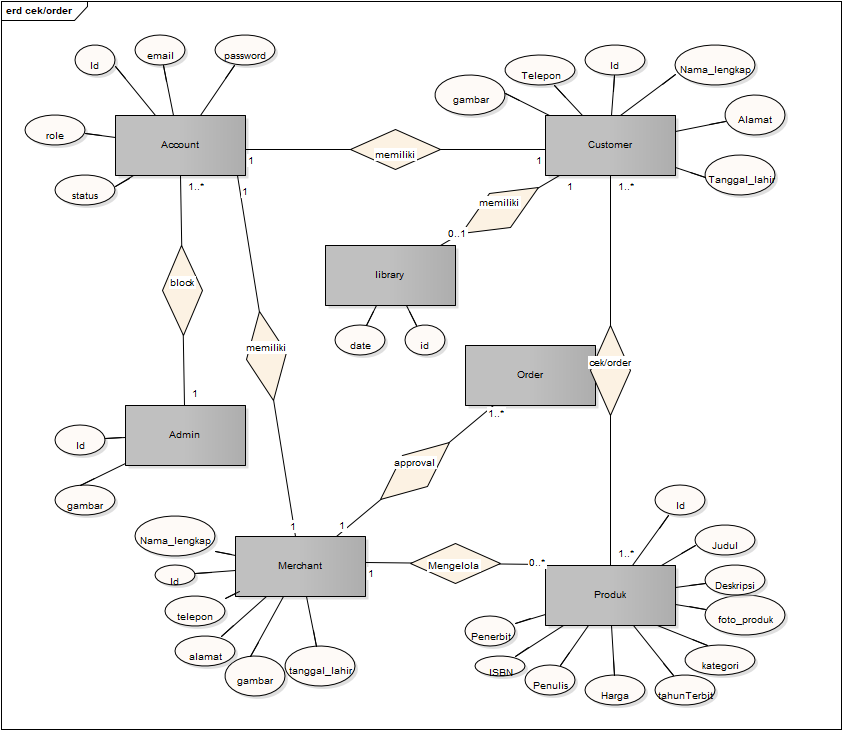 erd cek/order
Id
email
password
role
status
Account
1
memiliki
1
Telepon
Id
Nama_lengkap
gambar
Alamat
Tanggal_lahir
Customer
1..*
1
1
1..*
memiliki
0..1
library
date
id
block
memiliki
Order
cek/order
1..*
1
Admin
Id
gambar
approval
1
1
Nama_lengkap
Id
telepon
alamat
gambar
tanggal_lahir
Merchant
1
Mengelola
0..*
1..*
Produk
Id
Judul
Deskripsi
foto_produk
kategori
tahunTerbit
Harga
Penulis
ISBN
Penerbit